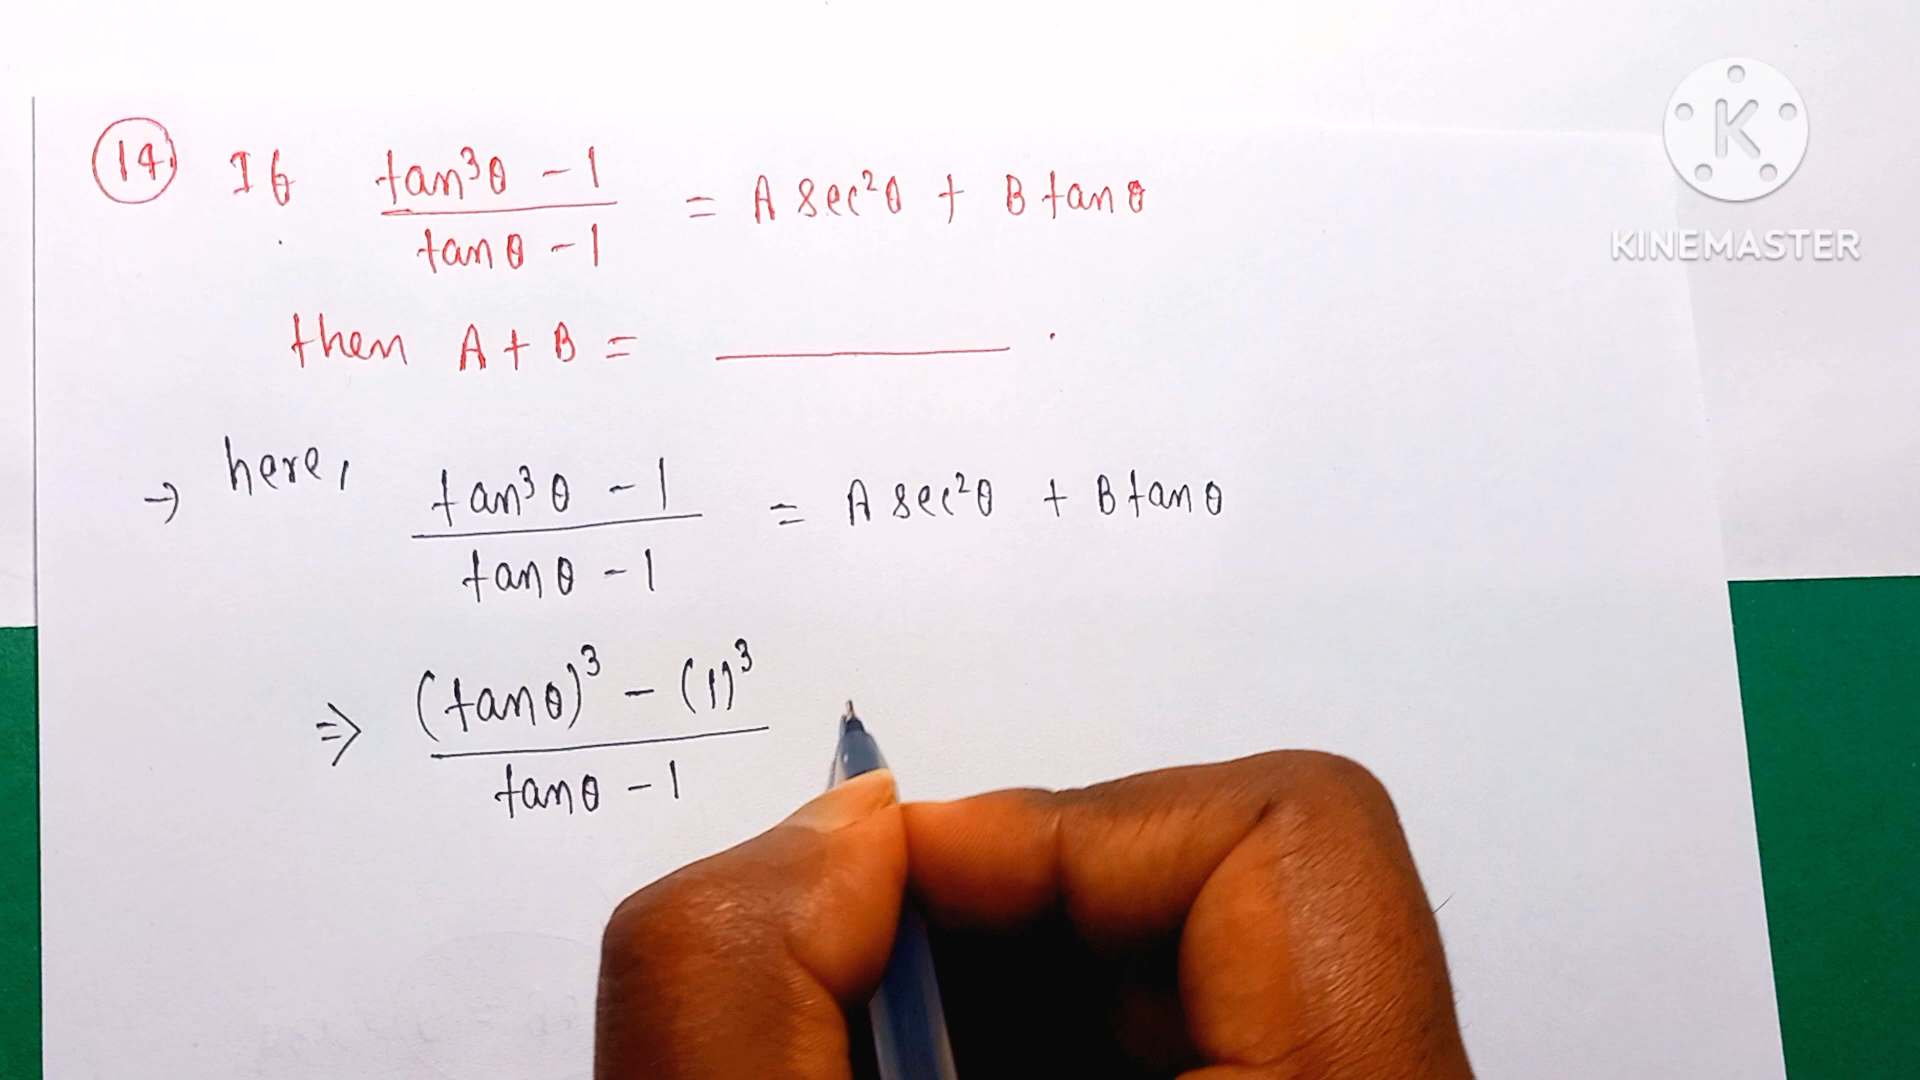 14. If tan³θ - 1 / tanθ - 1 = A sec²θ + B tanθ
then A + B = ________ .
→ here, tan³θ - 1 / tanθ - 1 = A sec²θ + B tanθ
⇒ (tanθ)³ - (1)³ / tanθ - 1
K
KINEMASTER